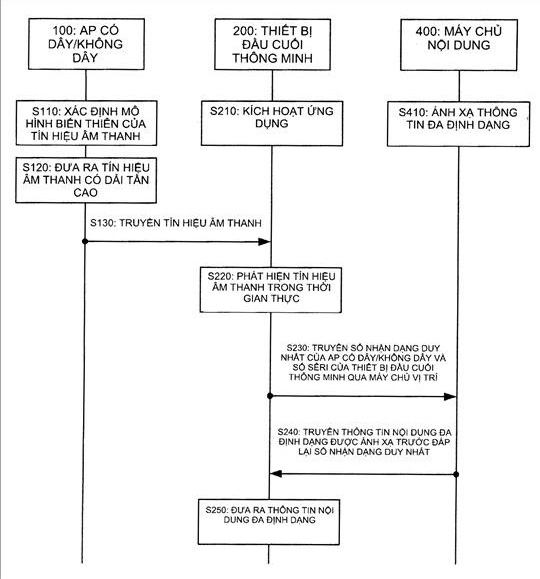 100: AP CÓ
DÂY/KHÔNG
DÂY
200: THIẾT BỊ
ĐẦU CUỐI
THÔNG MINH
400: MÁY CHỦ
NỘI DUNG
S110: XÁC ĐỊNH MÔ
HÌNH BIẾN THIÊN CỦA
TÍN HIỆU ÂM THANH
S210: KÍCH HOẠT ỨNG
DỤNG
S410: ÁNH XẠ THÔNG
TIN ĐA ĐỊNH DẠNG
S120: ĐƯA RA TÍN HIỆU
ÂM THANH CÓ DẢI TẦN
CAO
S130: TRUYỀN TÍN HIỆU ÂM THANH
S220: PHÁT HIỆN TÍN HIỆU
ÂM THANH TRONG THỜI
GIAN THỰC
S230: TRUYỀN SỐ NHẬN DẠNG DUY
NHẤT CỦA AP CÓ DÂY/KHÔNG DÂY VÀ
SỐ SÊRI CỦA THIẾT BỊ ĐẦU CUỐI
THÔNG MINH QUA MÁY CHỦ VỊ TRÍ
S240: TRUYỀN THÔNG TIN NỘI DUNG ĐA
ĐỊNH DẠNG ĐƯỢC ÁNH XẠ TRƯỚC ĐÁP
LẠI SỐ NHẬN DẠNG DUY NHẤT
S250: ĐƯA RA THÔNG TIN NỘI
DUNG ĐA ĐỊNH DẠNG